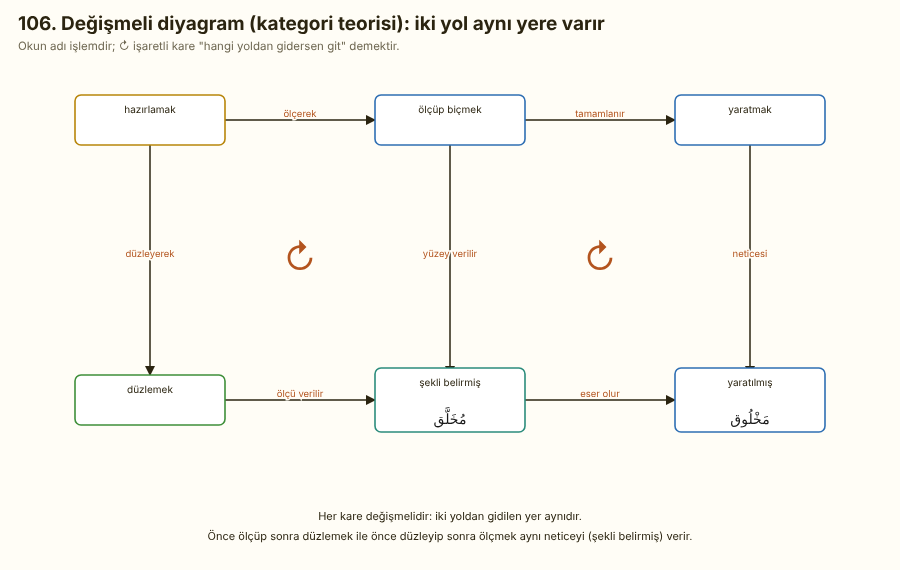 106. Değişmeli diyagram (kategori teorisi): iki yol aynı yere varır
Okun adı işlemdir; ↻ işaretli kare "hangi yoldan gidersen git" demektir.
hazırlamak
ölçerek
ölçüp biçmek
tamamlanır
yaratmak
düzleyerek
↻
yüzey verilir
↻
neticesi
düzlemek
ölçü verilir
şekli belirmiş
مُخَلَّق
eser olur
yaratılmış
مَخْلُوق
Her kare değişmelidir: iki yoldan gidilen yer aynıdır.
Önce ölçüp sonra düzlemek ile önce düzleyip sonra ölçmek aynı neticeyi (şekli belirmiş) verir.